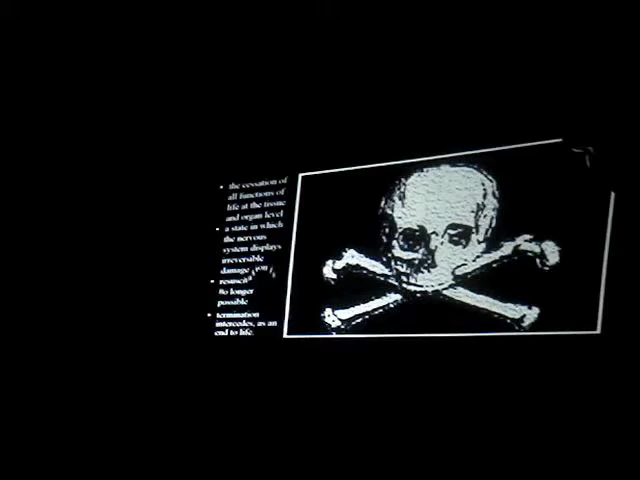 • the cessation of
all functions of
life at the tissue
and organ level
• a state in which
the nervous
system displays
irreversible
damage
• 
no longer
possible
• termination
intercedes, as an
end to life.